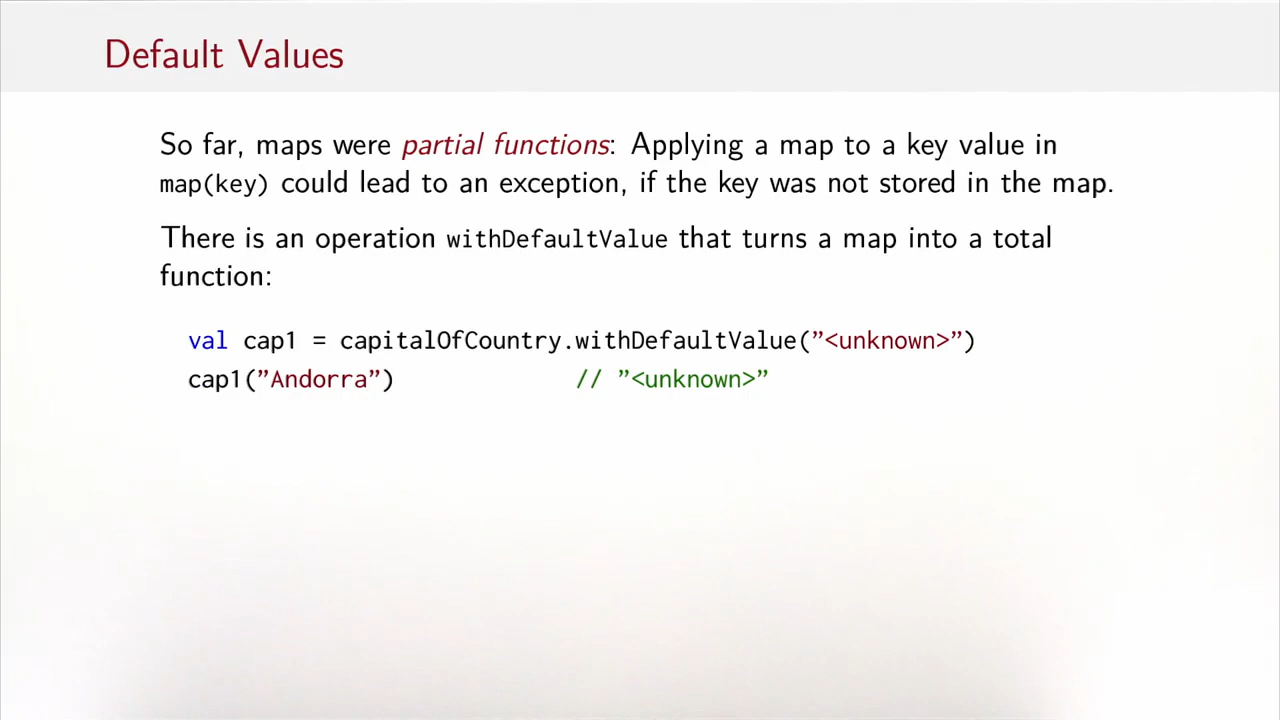 Default Values
So far, maps were partial functions: Applying a map to a key value in
map(key) could lead to an exception, if the key was not stored in the map.
There is an operation withDefaultValue that turns a map into a total
function:
val cap1 = capitalOfCountry.withDefaultValue(”<unknown>”)
cap1(”Andorra”) // ”<unknown>”